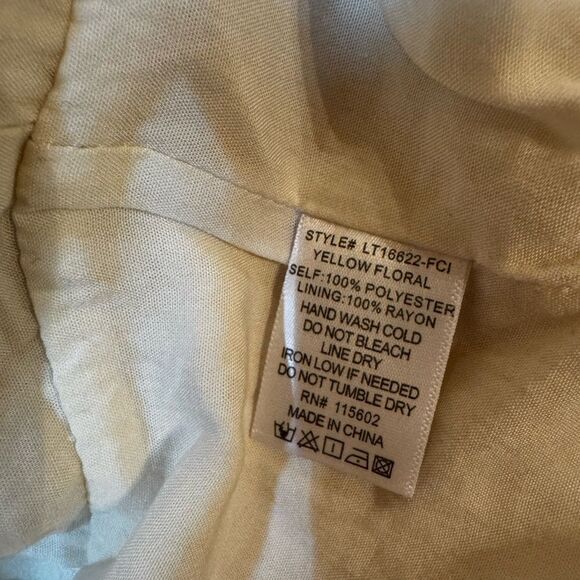 STYLE# LT16622-FCI
YELLOW FLORAL
SELF:100% POLYESTER
LINING:100% RAYON
HAND WASH COLD
DO NOT BLEACH
LINE DRY
IRON LOW IF NEEDED
DO NOT TUMBLE DRY
RN# 115602
MADE IN CHINA